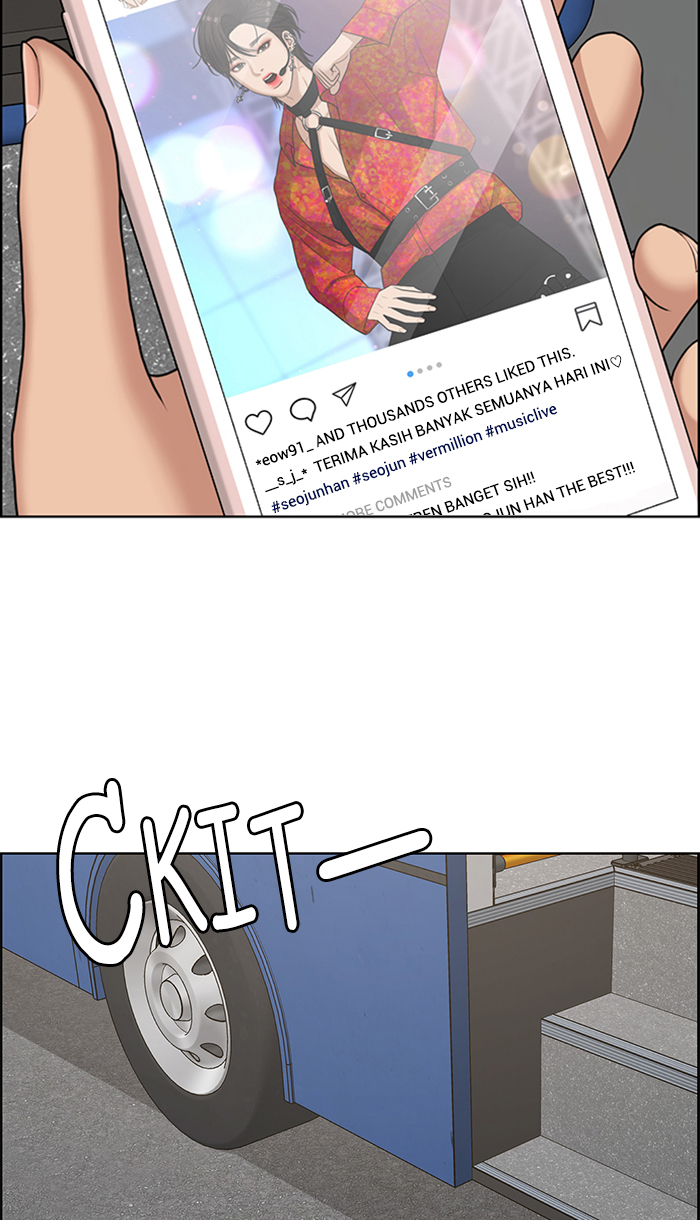 *eow91_ AND THOUSANDS OTHERS LIKED THIS.
__s_j_* TERIMA KASIH BANYAK SEMUANYA HARI INI♡
#seojunhan #seojun #vermillion #musiclive
COMMENTS
BANGET SIH!!
JUN HAN THE BEST!!!
CKIT—